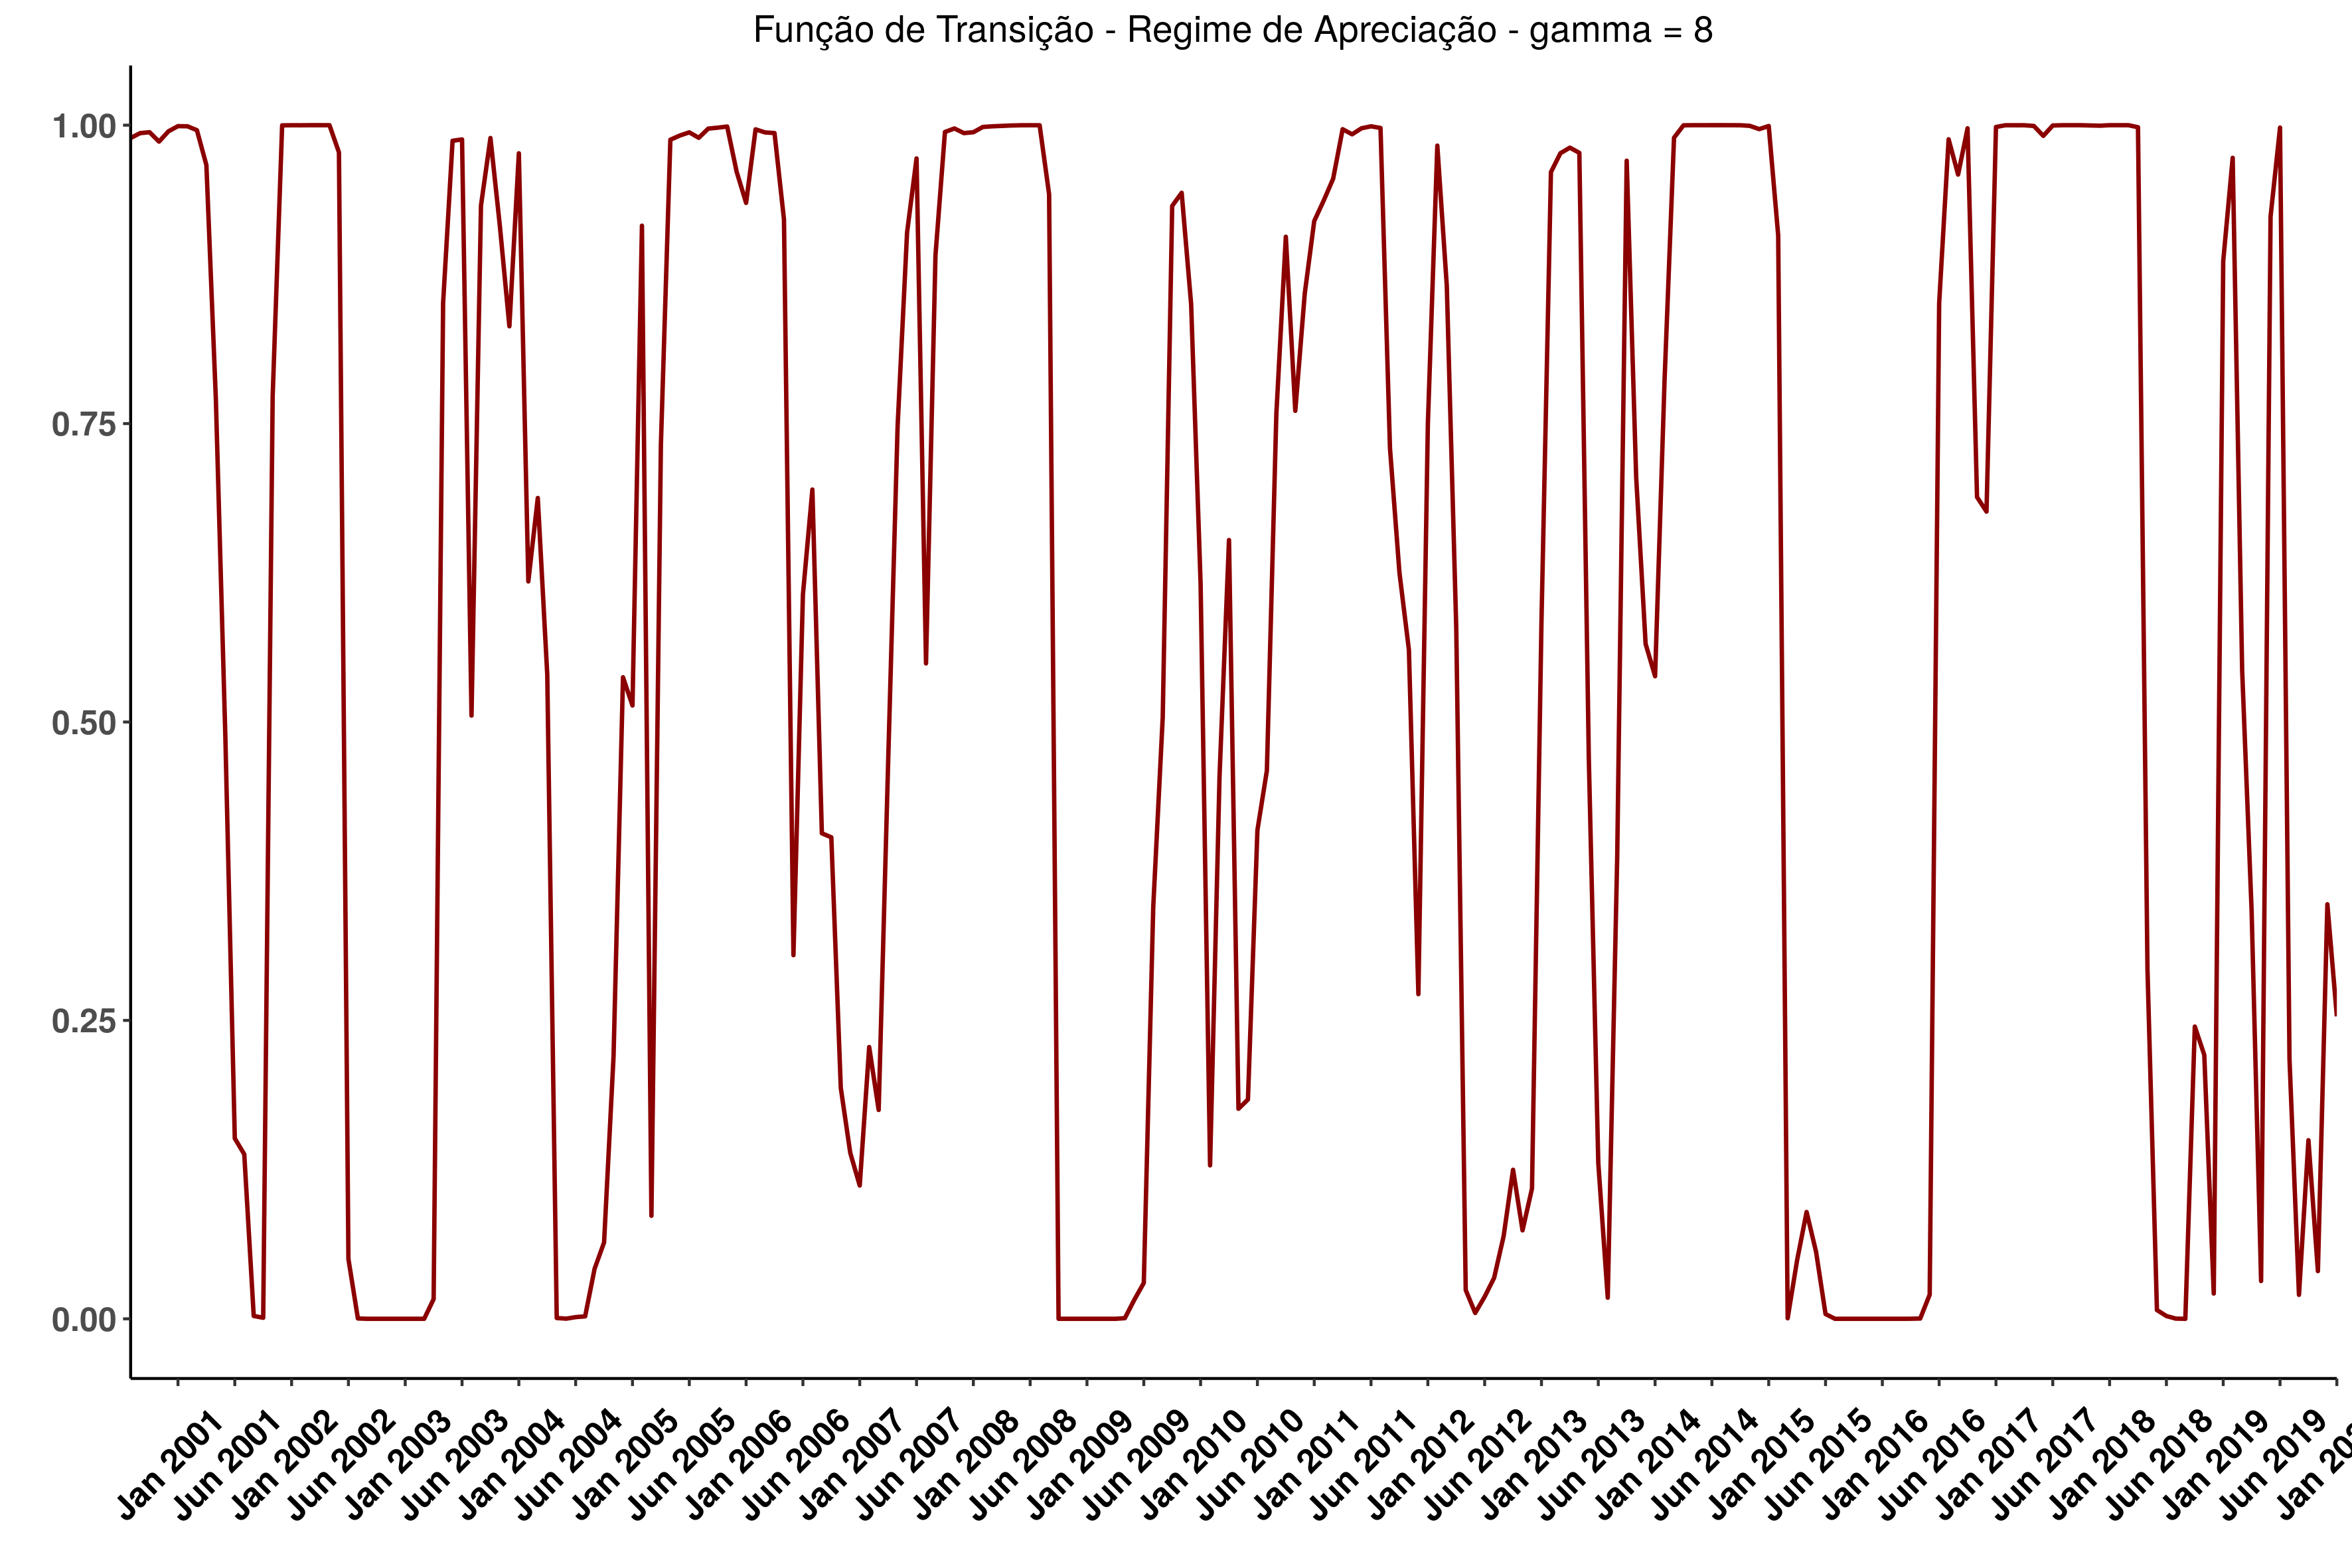 Função de Transição - Regime de Apreciação - gamma = 8
1.00
0.75
0.50
0.25
0.00
Jan 2001
Jun 2001
Jan 2002
Jun 2002
Jan 2003
Jun 2003
Jan 2004
Jun 2004
Jan 2005
Jun 2005
Jan 2006
Jun 2006
Jan 2007
Jun 2007
Jan 2008
Jun 2008
Jan 2009
Jun 2009
Jan 2010
Jun 2010
Jan 2011
Jun 2011
Jan 2012
Jun 2012
Jan 2013
Jun 2013
Jan 2014
Jun 2014
Jan 2015
Jun 2015
Jan 2016
Jun 2016
Jan 2017
Jun 2017
Jan 2018
Jun 2018
Jan 2019
Jun 2019
Jan